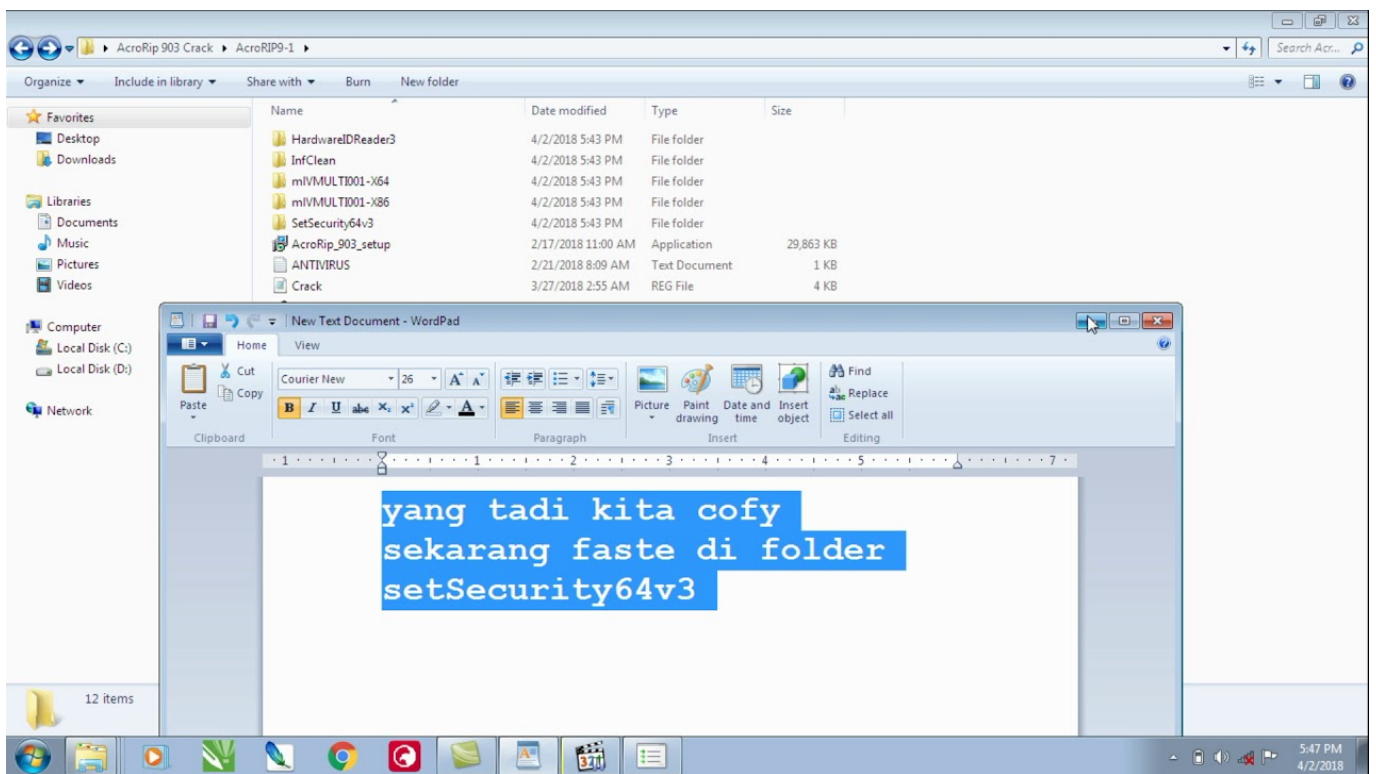 AcroRip 903 Crack ▸ AcroRIP9-1 ▸
Search Acr...
Organize Include in library Share with Burn New folder
Name Date modified Type Size
Favorites
Desktop
Downloads
Libraries
Documents
Music
Pictures
Videos
Computer
Local Disk (C:)
Local Disk (D:)
Network
HardwareIDReader3 4/2/2018 5:43 PM File folder
InfClean 4/2/2018 5:43 PM File folder
mIVMULTI001-X64 4/2/2018 5:43 PM File folder
mIVMULTI001-X86 4/2/2018 5:43 PM File folder
SetSecurity64v3 4/2/2018 5:43 PM File folder
AcroRip_903_setup 2/17/2018 11:00 AM Application 29,863 KB
ANTIVIRUS 2/21/2018 8:09 AM Text Document 1 KB
Crack 3/27/2018 2:55 AM REG File 4 KB
New Text Document - WordPad
Home View
Paste
Cut
Copy
Clipboard
Courier New 26
Font
Paragraph
Picture
Paint drawing
Date and time
Insert object
Insert
Find
Replace
Select all
Editing
1 1 2 3 4 5 7
yang tadi kita cofy
sekarang faste di folder
setSecurity64v3
12 items
321
5:47 PM
4/2/2018